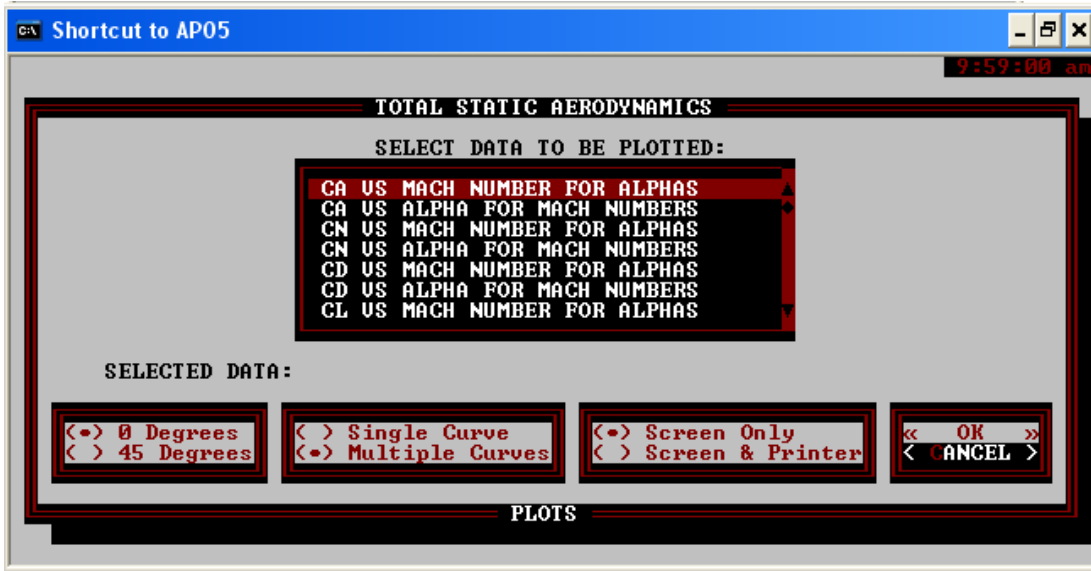 Shortcut to AP05
9:59:00 am
TOTAL STATIC AERODYNAMICS
SELECT DATA TO BE PLOTTED:
CA VS MACH NUMBER FOR ALPHAS
CA VS ALPHA FOR MACH NUMBERS
CN VS MACH NUMBER FOR ALPHAS
CN VS ALPHA FOR MACH NUMBERS
CD VS MACH NUMBER FOR ALPHAS
CD VS ALPHA FOR MACH NUMBERS
CL VS MACH NUMBER FOR ALPHAS
SELECTED DATA:
(•) 0 Degrees
( ) 45 Degrees
( ) Single Curve
(•) Multiple Curves
(•) Screen Only
( ) Screen & Printer
« OK »
< CANCEL >
PLOTS